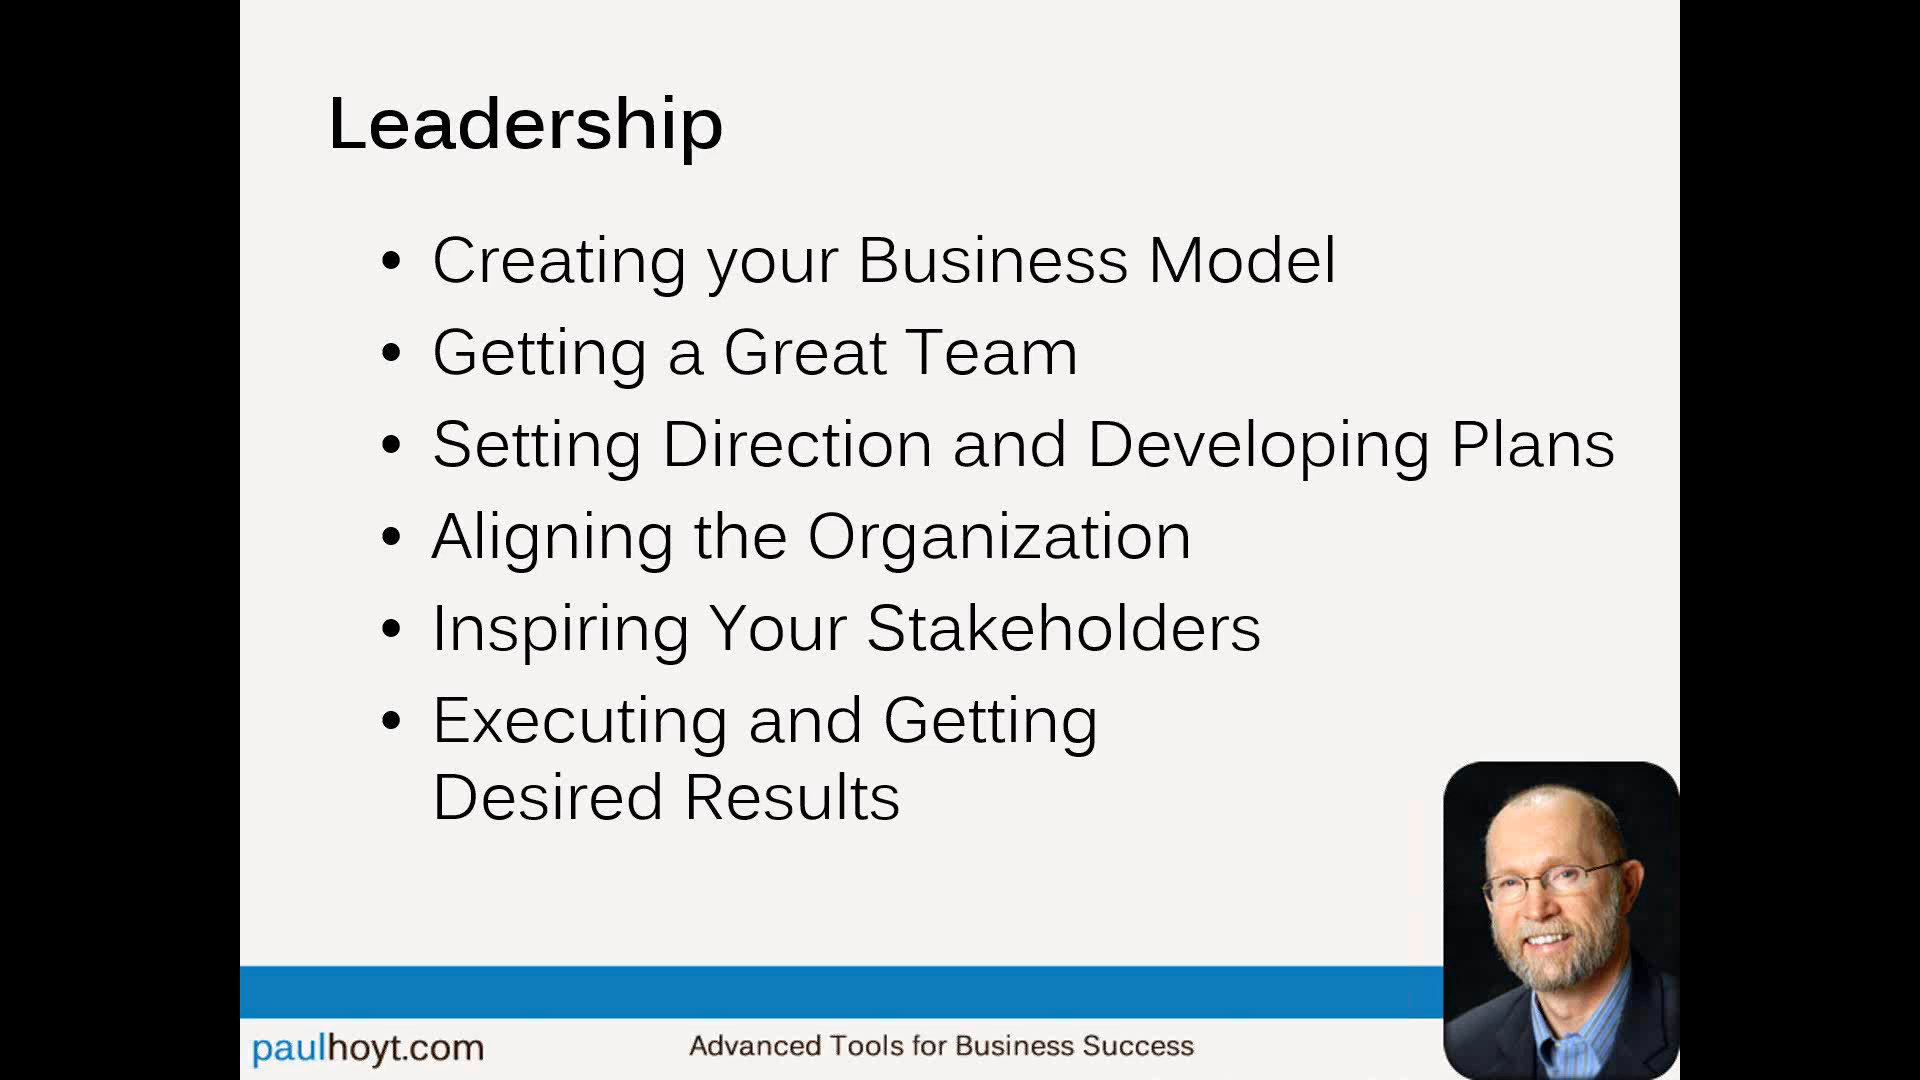 Leadership
• Creating your Business Model
• Getting a Great Team
• Setting Direction and Developing Plans
• Aligning the Organization
• Inspiring Your Stakeholders
• Executing and Getting
Desired Results
paulhoyt.com
Advanced Tools for Business Success